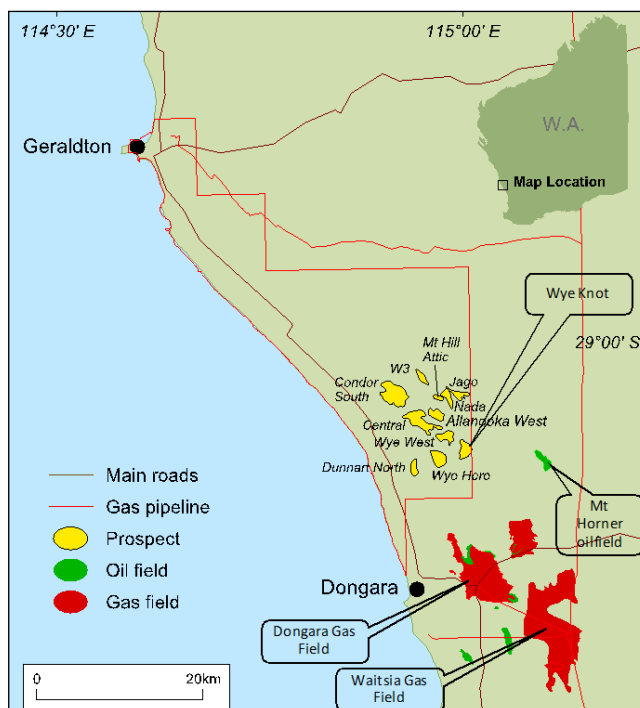 114°30' E
115°00' E
W.A.
Geraldton
Map Location
Wye Knot
29°00' S
Mt Hill
Attic
W3
Jago
Condor
South
Nada
Allanooka West
Central
Wye West
Dunnart North
Wye Hero
Main roads
Gas pipeline
Prospect
Oil field
Gas field
Mt
Horner
oilfield
Dongara
Dongara Gas
Field
Waitsia Gas
Field
0
20km